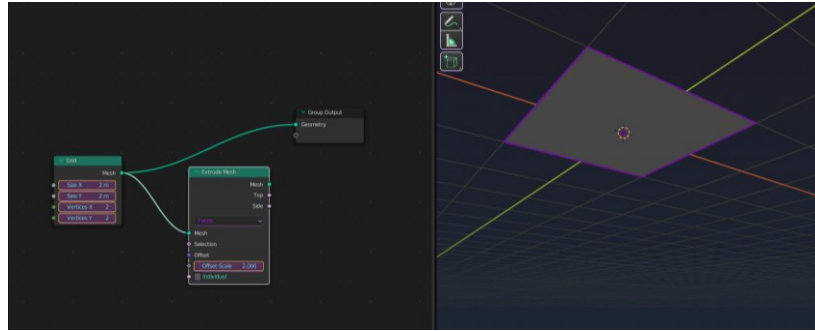 Grid
Mesh
Size X 2 m
Size Y 2 m
Vertices X 2
Vertices Y 2
Extrude Mesh
Mesh
Top
Side
Faces
Mesh
Selection
Offset
Offset Scale 2.000
Individual
Group Output
Geometry